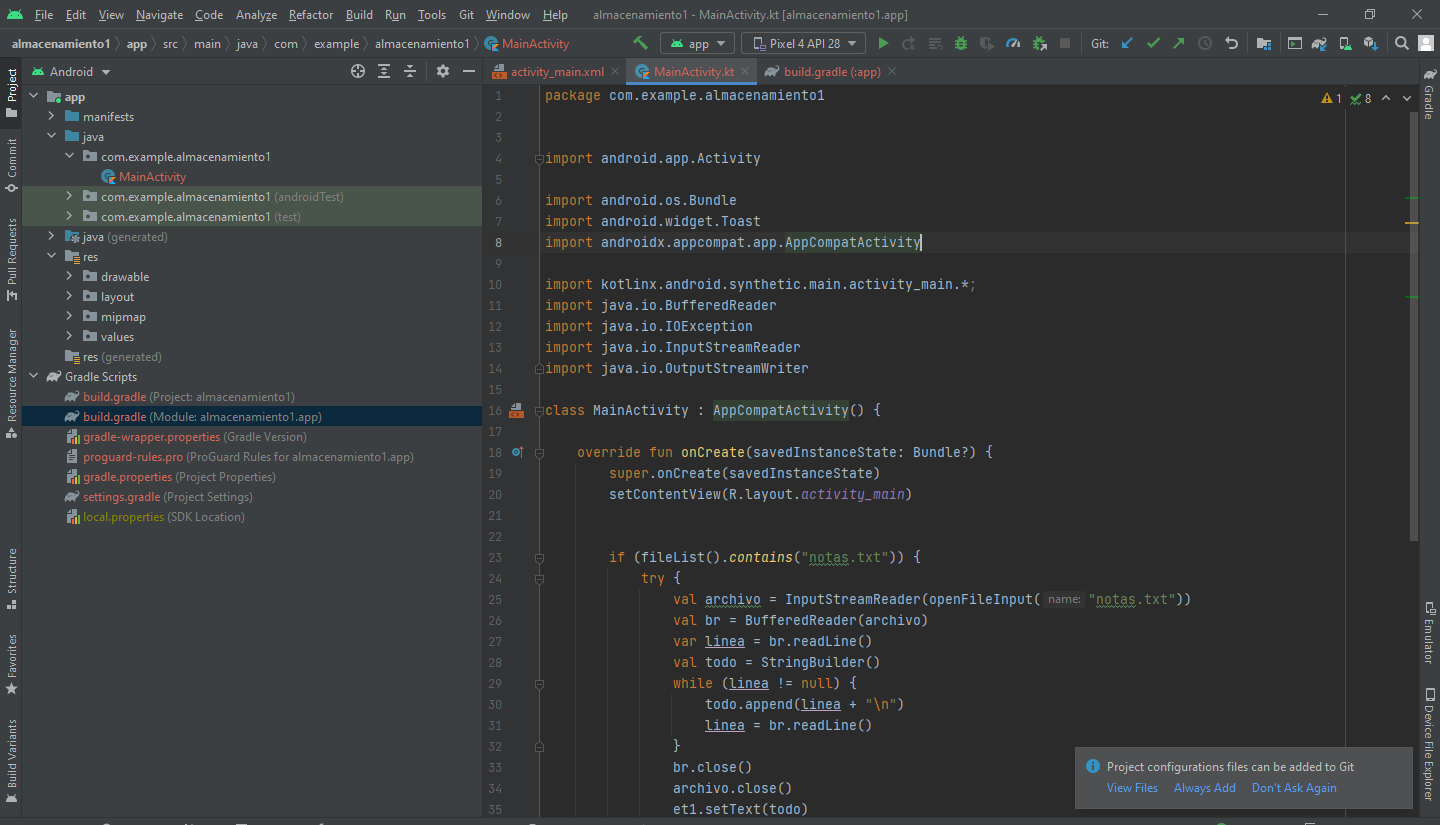 File Edit View Navigate Code Analyze Refactor Build Run Tools Git Window Help almacenamiento1 - MainActivity.kt [almacenamiento1.app]
almacenamiento1 app src main java com example almacenamiento1 MainActivity app Pixel 4 API 28 Git:
Project
Commit
Pull Requests
Resource Manager
Structure
Favorites
Build Variants
Android
app
manifests
java
com.example.almacenamiento1
MainActivity
com.example.almacenamiento1 (androidTest)
com.example.almacenamiento1 (test)
java (generated)
res
drawable
layout
mipmap
values
res (generated)
Gradle Scripts
build.gradle (Project: almacenamiento1)
build.gradle (Module: almacenamiento1.app)
gradle-wrapper.properties (Gradle Version)
proguard-rules.pro (ProGuard Rules for almacenamiento1.app)
gradle.properties (Project Properties)
settings.gradle (Project Settings)
local.properties (SDK Location)
activity_main.xml MainActivity.kt build.gradle (:app)
1 8
1 package com.example.almacenamiento1
2
3
4 import android.app.Activity
5
6 import android.os.Bundle
7 import android.widget.Toast
8 import androidx.appcompat.app.AppCompatActivity
9
10 import kotlinx.android.synthetic.main.activity_main.*;
11 import java.io.BufferedReader
12 import java.io.IOException
13 import java.io.InputStreamReader
14 import java.io.OutputStreamWriter
15
16 class MainActivity : AppCompatActivity() {
17
18 override fun onCreate(savedInstanceState: Bundle?) {
19 super.onCreate(savedInstanceState)
20 setContentView(R.layout.activity_main)
21
22
23 if (fileList().contains("notas.txt")) {
24 try {
25 val archivo = InputStreamReader(openFileInput( name: "notas.txt"))
26 val br = BufferedReader(archivo)
27 var linea = br.readLine()
28 val todo = StringBuilder()
29 while (linea != null) {
30 todo.append(linea + "\n")
31 linea = br.readLine()
32 }
33 br.close()
34 archivo.close()
35 et1.setText(todo)
Project configurations files can be added to Git
View Files Always Add Don't Ask Again
Gradle
Emulator
Device File Explorer